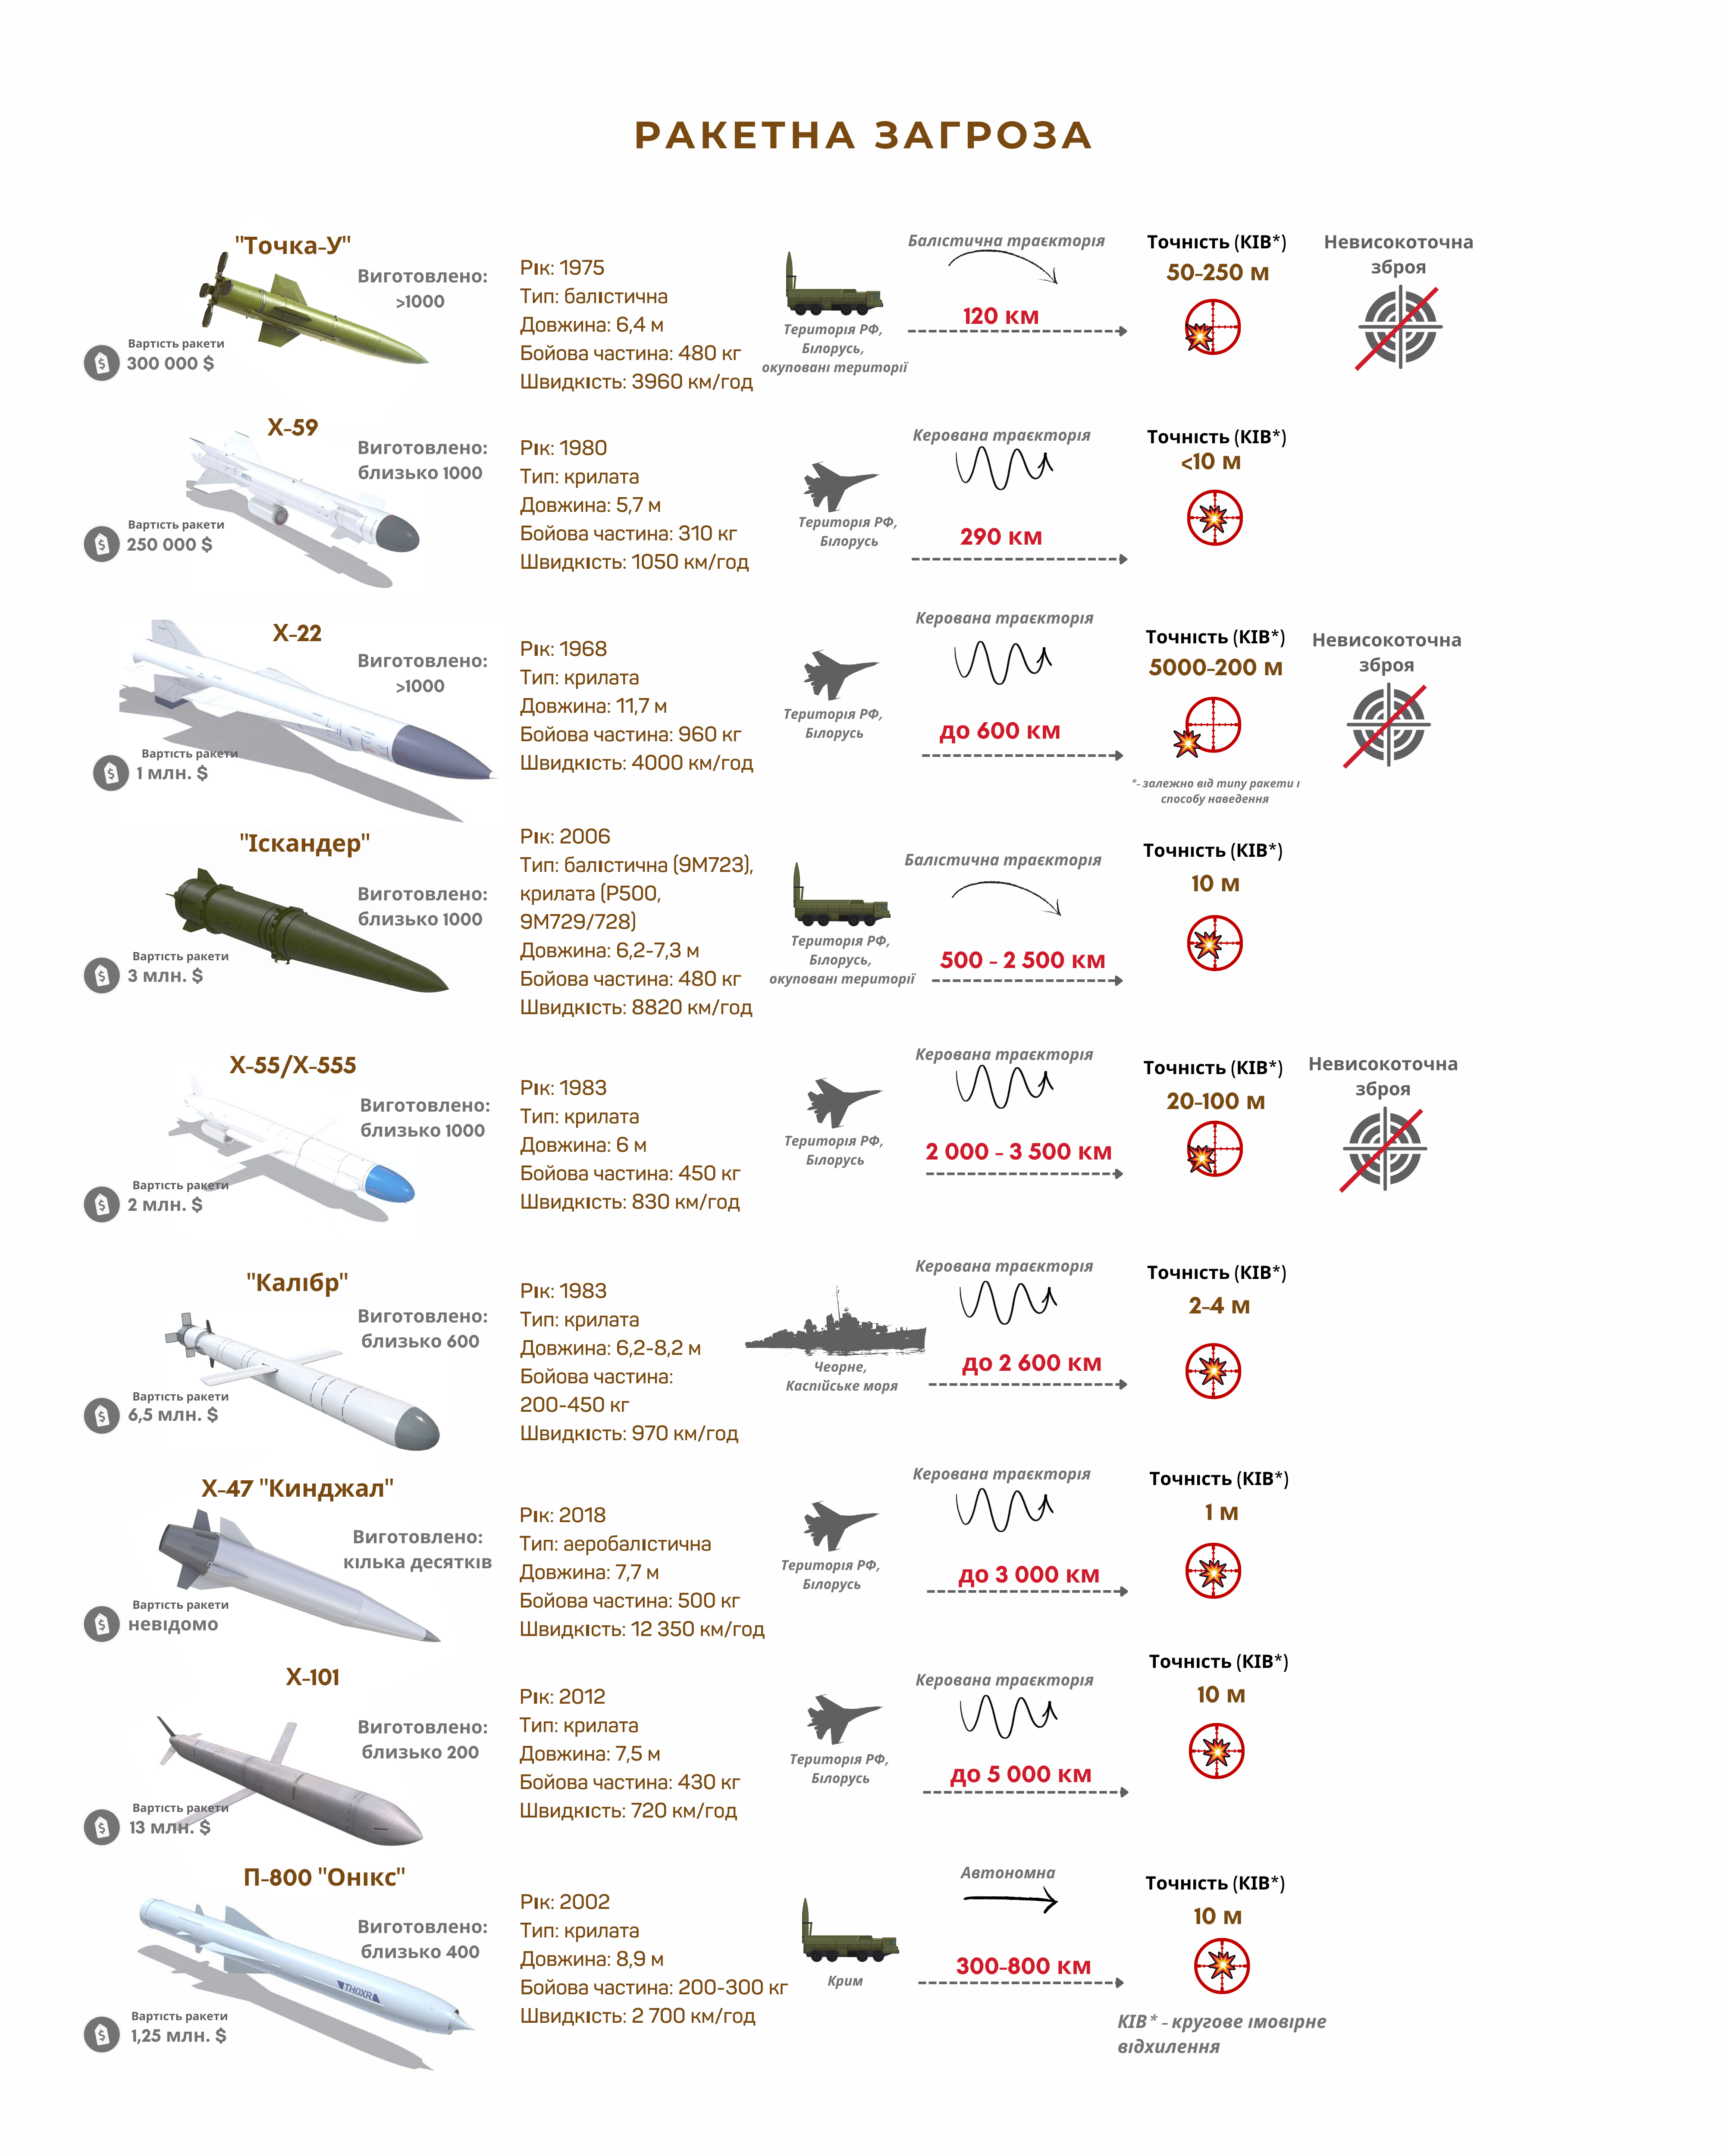 РАКЕТНА ЗАГРОЗА
"Точка-У"
Виготовлено:
>1000
Вартість ракети
300 000 $
Рік: 1975
Тип: балістична
Довжина: 6,4 м
Бойова частина: 480 кг
Швидкість: 3960 км/год
Територія РФ,
Білорусь,
окуповані території
Балістична траєкторія
120 км
Точність (КІВ*)
50-250 м
Невисокоточна
зброя
Х-59
Виготовлено:
близько 1000
Вартість ракети
250 000 $
Рік: 1980
Тип: крилата
Довжина: 5,7 м
Бойова частина: 310 кг
Швидкість: 1050 км/год
Територія РФ,
Білорусь
Керована траєкторія
290 км
Точність (КІВ*)
<10 м
Х-22
Виготовлено:
>1000
Вартість ракети
1 млн. $
Рік: 1968
Тип: крилата
Довжина: 11,7 м
Бойова частина: 960 кг
Швидкість: 4000 км/год
Територія РФ,
Білорусь
Керована траєкторія
до 600 км
Точність (КІВ*)
5000-200 м
*- залежно від типу ракети і
способу наведення
Невисокоточна
зброя
"Іскандер"
Виготовлено:
близько 1000
Вартість ракети
3 млн. $
Рік: 2006
Тип: балістична (9М723),
крилата (Р500,
9М729/728)
Довжина: 6,2-7,3 м
Бойова частина: 480 кг
Швидкість: 8820 км/год
Територія РФ,
Білорусь,
окуповані території
Балістична траєкторія
500 - 2 500 км
Точність (КІВ*)
10 м
Х-55/Х-555
Виготовлено:
близько 1000
Вартість ракети
2 млн. $
Рік: 1983
Тип: крилата
Довжина: 6 м
Бойова частина: 450 кг
Швидкість: 830 км/год
Територія РФ,
Білорусь
Керована траєкторія
2 000 - 3 500 км
Точність (КІВ*)
20-100 м
Невисокоточна
зброя
"Калібр"
Виготовлено:
близько 600
Вартість ракети
6,5 млн. $
Рік: 1983
Тип: крилата
Довжина: 6,2-8,2 м
Бойова частина:
200-450 кг
Швидкість: 970 км/год
Чеорне,
Каспійське моря
Керована траєкторія
до 2 600 км
Точність (КІВ*)
2-4 м
Х-47 "Кинджал"
Виготовлено:
кілька десятків
Вартість ракети
невідомо
Рік: 2018
Тип: аеробалістична
Довжина: 7,7 м
Бойова частина: 500 кг
Швидкість: 12 350 км/год
Територія РФ,
Білорусь
Керована траєкторія
до 3 000 км
Точність (КІВ*)
1 м
Х-101
Виготовлено:
близько 200
Вартість ракети
13 млн. $
Рік: 2012
Тип: крилата
Довжина: 7,5 м
Бойова частина: 430 кг
Швидкість: 720 км/год
Територія РФ,
Білорусь
Керована траєкторія
до 5 000 км
Точність (КІВ*)
10 м
П-800 "Онікс"
Виготовлено:
близько 400
Вартість ракети
1,25 млн. $
Рік: 2002
Тип: крилата
Довжина: 8,9 м
Бойова частина: 200-300 кг
Швидкість: 2 700 км/год
Крим
Автономна
300-800 км
Точність (КІВ*)
10 м
КІВ* - кругове імовірне
відхилення